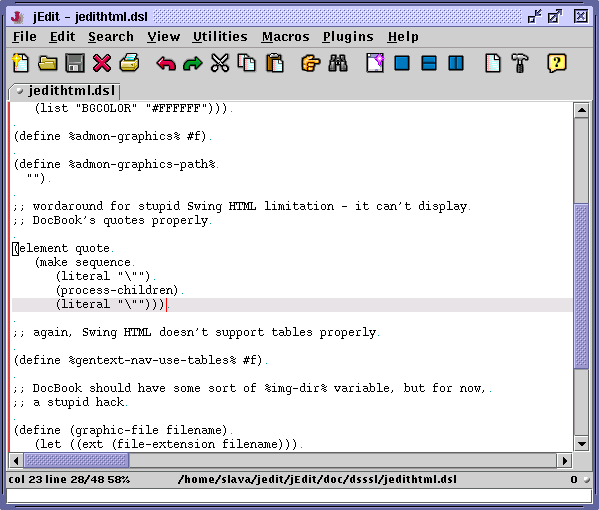 jEdit - jedithtml.dsl
File Edit Search View Utilities Macros Plugins Help
jedithtml.dsl
(list "BGCOLOR" "#FFFFFF"))).
.
(define %admon-graphics% #f).
.
(define %admon-graphics-path%.
"").
.
;; wordaround for stupid Swing HTML limitation - it can't display.
;; DocBook's quotes properly.
.
(element quote.
(make sequence.
(literal "\"").
(process-children).
(literal "\""))).
.
;; again, Swing HTML doesn't support tables properly.
.
(define %gentext-nav-use-tables% #f).
.
;; DocBook should have some sort of %img-dir% variable, but for now,.
;; a stupid hack.
.
(define (graphic-file filename).
(let ((ext (file-extension filename))).
col 23 line 28/48 58% /home/slava/jedit/jEdit/doc/dsssl/jedithtml.dsl 0